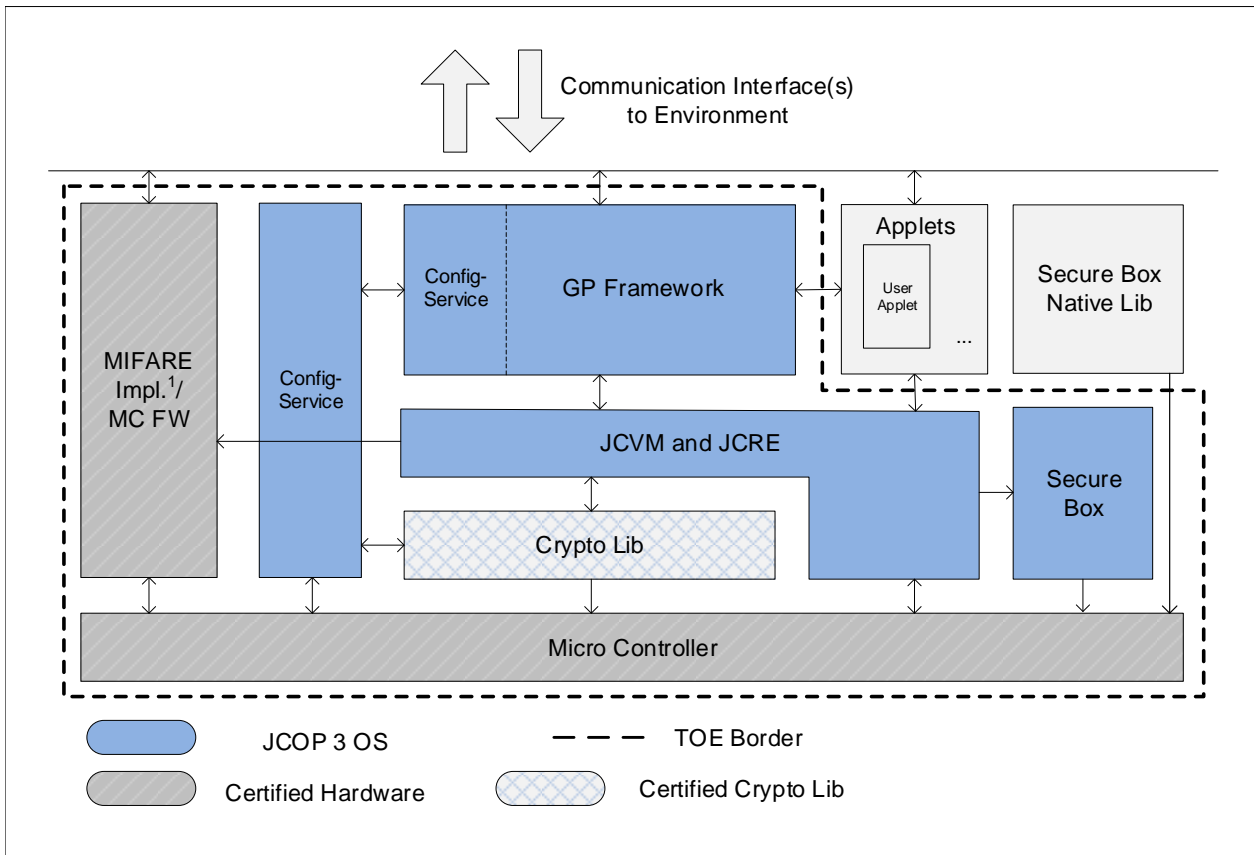 Communication Interface(s)
to Environment
MIFARE
Impl.1/
MC FW
Config-
Service
Config-
Service
GP Framework
Applets
User
Applet
...
Secure Box
Native Lib
JCVM and JCRE
Secure
Box
Crypto Lib
Micro Controller
JCOP 3 OS
TOE Border
Certified Hardware
Certified Crypto Lib